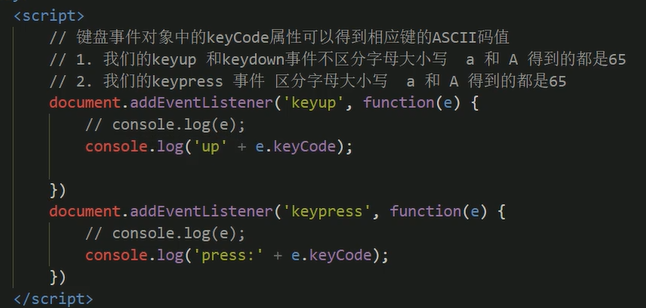 <script>
// 键盘事件对象中的keyCode属性可以得到相应键的ASCII码值
// 1. 我们的keyup 和keydown事件不区分字母大小写  a 和 A 得到的都是65
// 2. 我们的keypress 事件 区分字母大小写  a 和 A 得到的都是65
document.addEventListener('keyup', function(e) {
// console.log(e);
console.log('up' + e.keyCode);
})
document.addEventListener('keypress', function(e) {
// console.log(e);
console.log('press:' + e.keyCode);
})
</script>